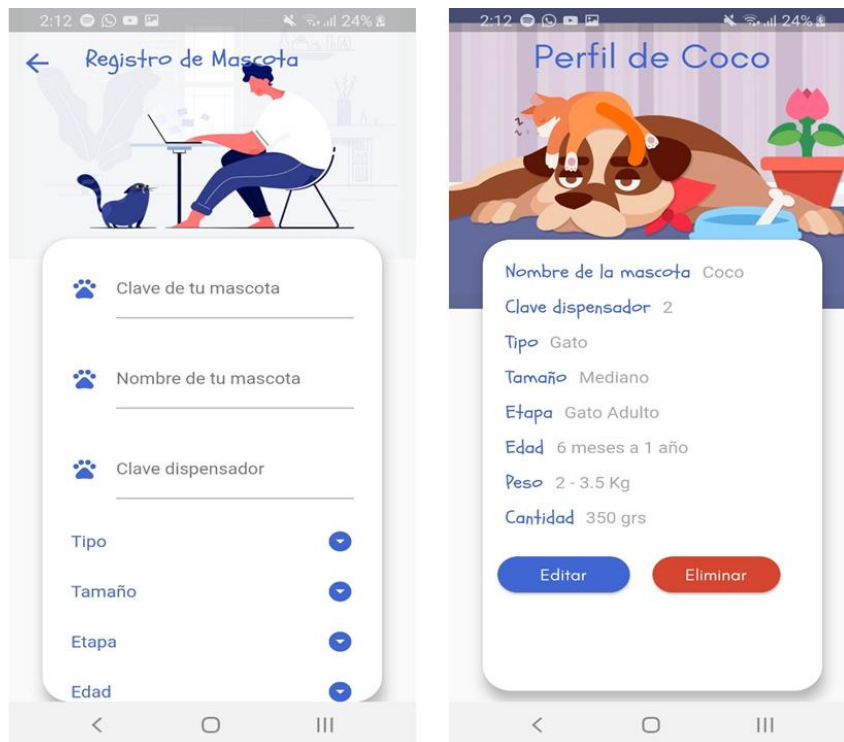 2:12 24%
Registro de Mascota
Clave de tu mascota
Nombre de tu mascota
Clave dispensador
Tipo
Tamaño
Etapa
Edad
2:12 24%
Perfil de Coco
z z z
Nombre de la mascota Coco
Clave dispensador 2
Tipo Gato
Tamaño Mediano
Etapa Gato Adulto
Edad 6 meses a 1 año
Peso 2 - 3.5 Kg
Cantidad 350 grs
Editar Eliminar